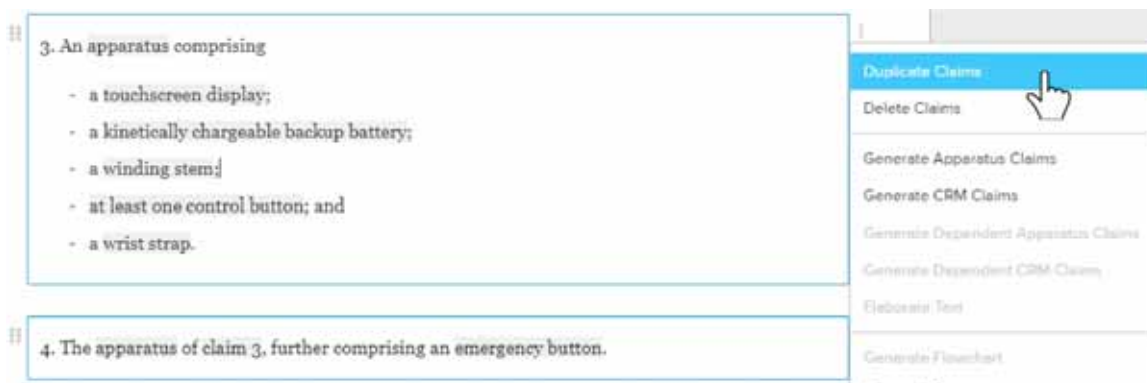 3. An apparatus comprising
- a touchscreen display;
- a kinetically chargeable backup battery;
- a winding stem;
- at least one control button; and
- a wrist strap.
4. The apparatus of claim 3, further comprising an emergency button.
Duplicate Claims
Delete Claims
Generate Apparatus Claims
Generate CRM Claims
Generate Dependent Apparatus Claims
Generate Dependent CRM Claims
Elaborate Text
Generate Flowchart